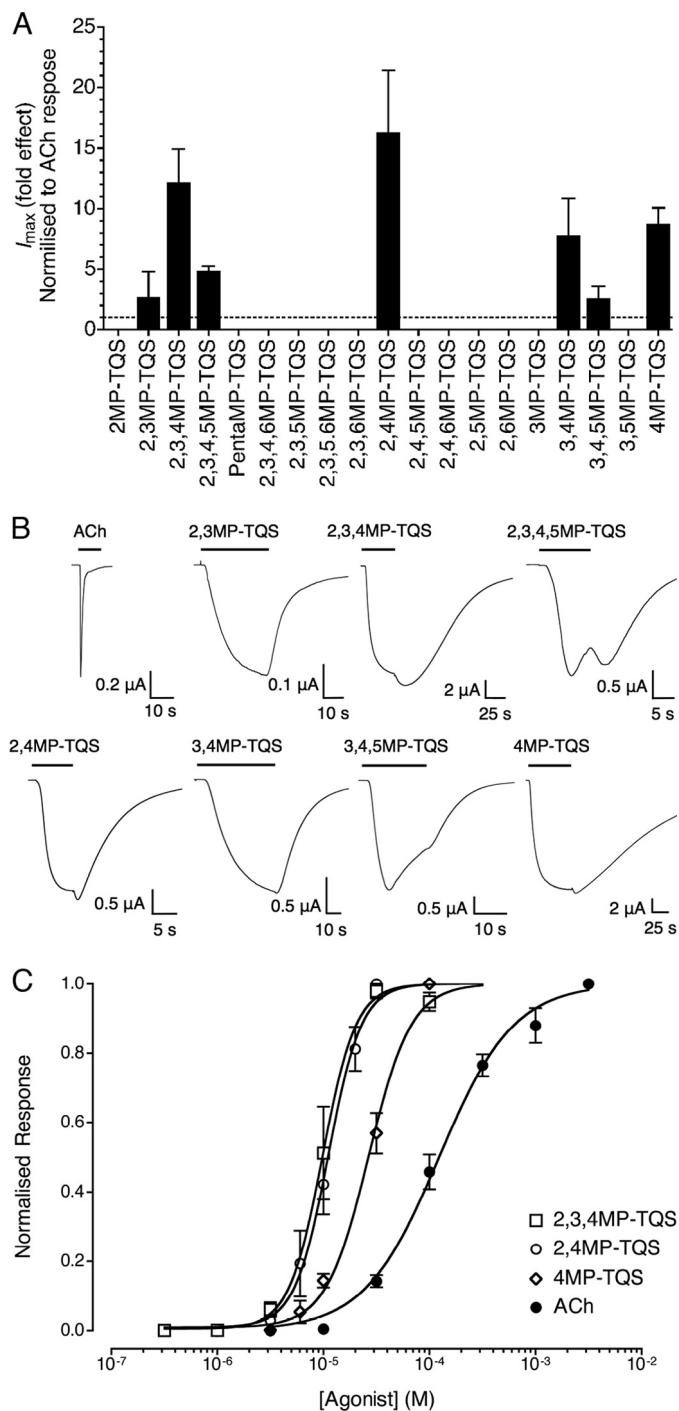 A
I max (fold effect)
Normilised to ACh respose
25
20
15
10
5
0
2MP-TQS
2,3MP-TQS
2,3,4MP-TQS
2,3,4,5MP-TQS
PentaMP-TQS
2,3,4,6MP-TQS
2,3,5MP-TQS
2,3,5.6MP-TQS
2,3,6MP-TQS
2,4MP-TQS
2,4,5MP-TQS
2,4,6MP-TQS
2,5MP-TQS
2,6MP-TQS
3MP-TQS
3,4MP-TQS
3,4,5MP-TQS
3,5MP-TQS
4MP-TQS
B
ACh
2,3MP-TQS
2,3,4MP-TQS
2,3,4,5MP-TQS
0.2 µA
10 s
0.1 µA
10 s
2 µA
25 s
0.5 µA
5 s
2,4MP-TQS
3,4MP-TQS
3,4,5MP-TQS
4MP-TQS
0.5 µA
5 s
0.5 µA
10 s
0.5 µA
10 s
2 µA
25 s
C
Normalised Response
1.0
0.8
0.6
0.4
0.2
0.0
2,3,4MP-TQS
2,4MP-TQS
4MP-TQS
ACh
10-7 10-6 10-5 10-4 10-3 10-2
[Agonist] (M)